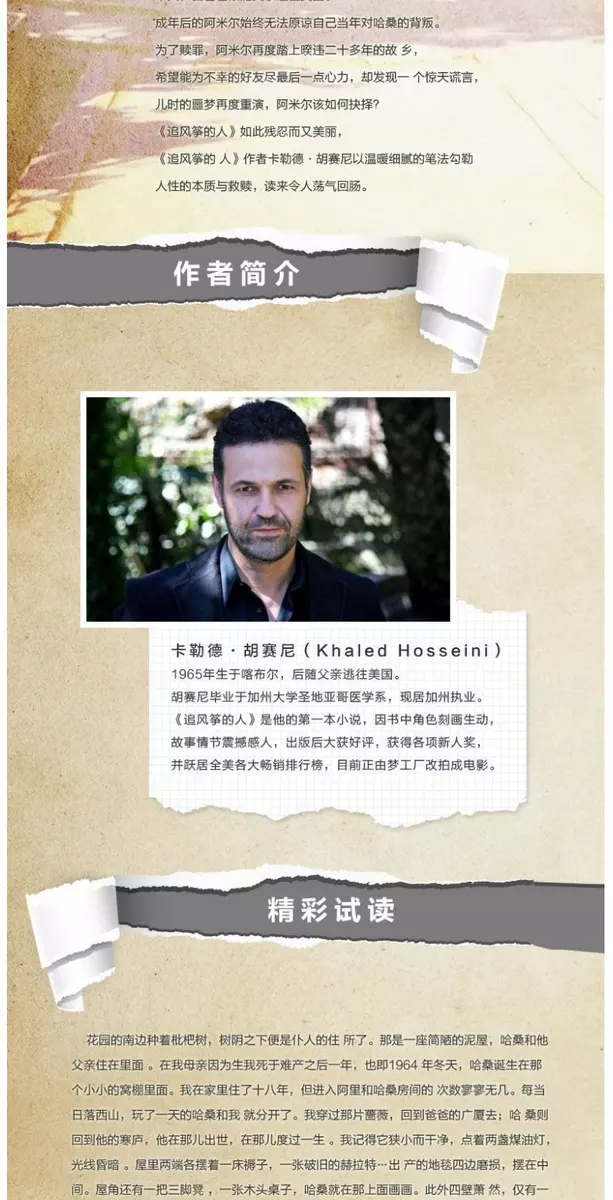 成年后的阿米尔始终无法原谅自己当年对哈桑的背叛。
为了赎罪，阿米尔再度踏上暌违二十多年的故 乡，
希望能为不幸的好友尽最后一点心力，却发现一 个惊天谎言，
儿时的噩梦再度重演，阿米尔该如何抉择？
《追风筝的人》如此残忍而又美丽，
《追风筝的 人》作者卡勒德·胡赛尼以温暖细腻的笔法勾勒
人性的本质与救赎，读来令人荡气回肠。
作者简介
卡勒德·胡赛尼（Khaled Hosseini）
1965年生于喀布尔，后随父亲逃往美国。
胡赛尼毕业于加州大学圣地亚哥医学系，现居加州执业。
《追风筝的人》是他的第一本小说，因书中角色刻画生动，
故事情节震撼感人，出版后大获好评，获得各项新人奖，
并跃居全美各大畅销排行榜，目前正由梦工厂改拍成电影。
精彩试读
花园的南边种着枇杷树，树阴之下便是仆人的住 所了。那是一座简陋的泥屋，哈桑和他
父亲住在里面 。在我母亲因为生我死于难产之后一年，也即1964 年冬天，哈桑诞生在那
个小小的窝棚里面。我在家里住了十八年，但进入阿里和哈桑房间的 次数寥寥无几。每当
日落西山，玩了一天的哈桑和我 就分开了。我穿过那片蔷薇，回到爸爸的广厦去；哈 桑则
回到他的寒庐，他在那儿出世，在那儿度过一生 。我记得它狭小而干净，点着两盏煤油灯，
光线昏暗 。屋里两端各摆着一床褥子，一张破旧的赫拉特…出 产的地毯四边磨损，摆在中
间。屋角还有一把三脚凳 ，一张木头桌子，哈桑就在那上面画画。此外四壁萧 然，仅有一